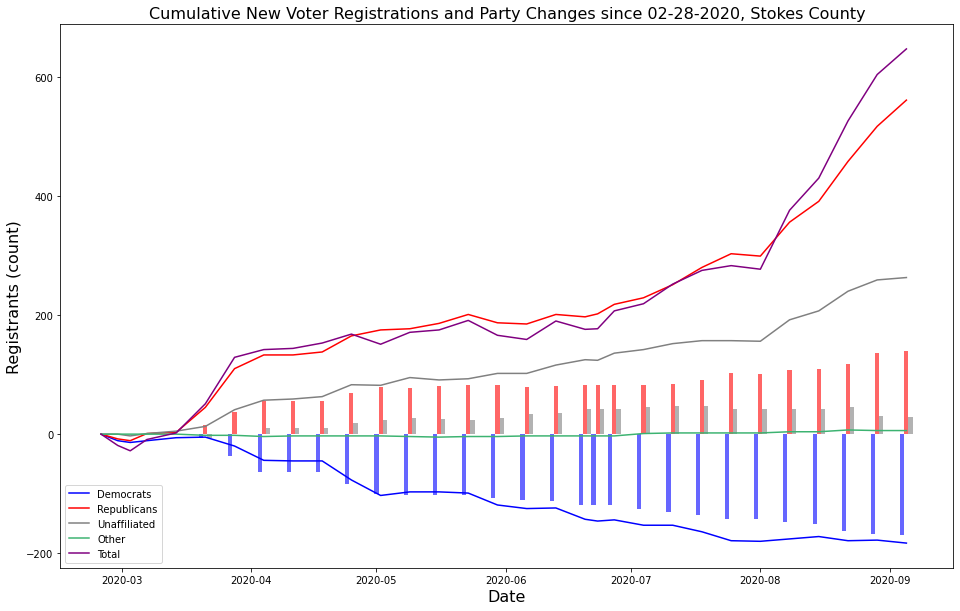 Cumulative New Voter Registrations and Party Changes since 02-28-2020, Stokes County
Registrants (count)
600
400
200
0
−200
Democrats
Republicans
Unaffiliated
Other
Total
2020-03 2020-04 2020-05 2020-06 2020-07 2020-08 2020-09
Date